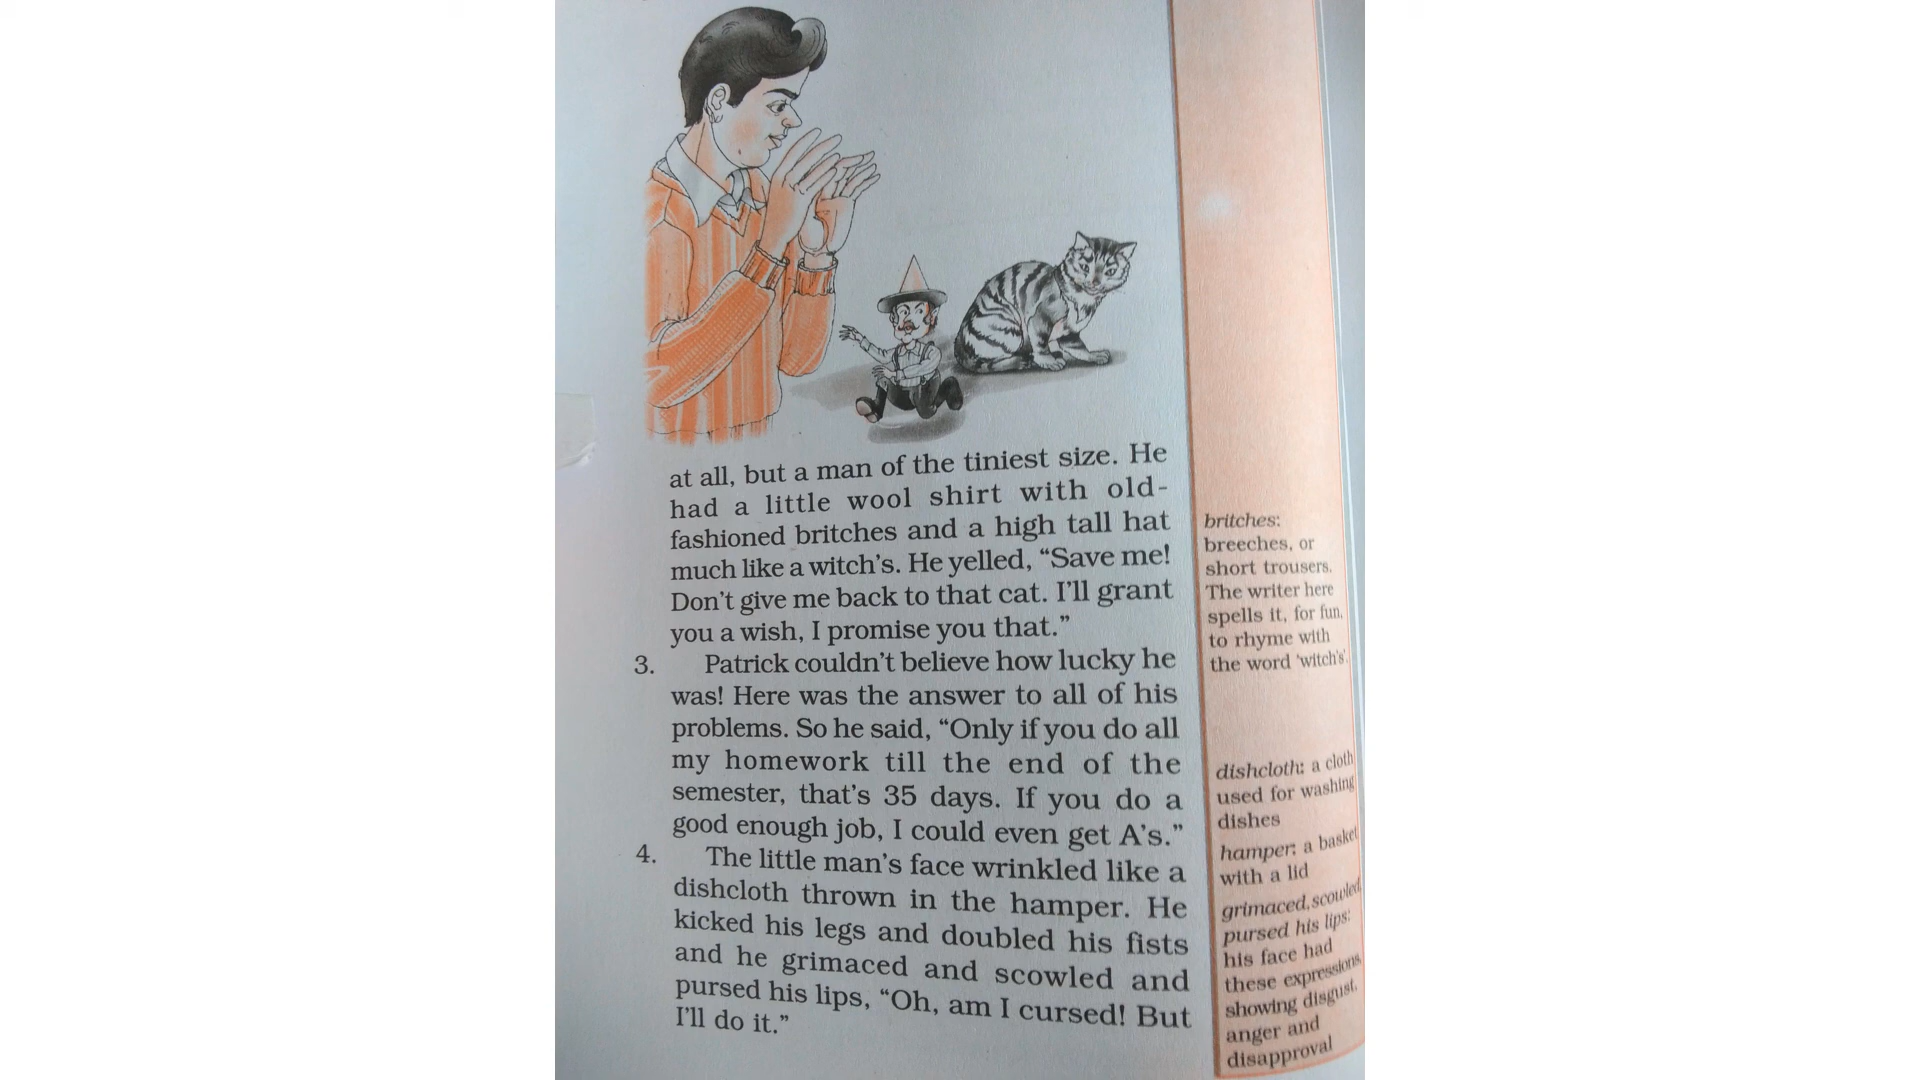 at all, but a man of the tiniest size. He
had a little wool shirt with old-
fashioned britches and a high tall hat
much like a witch's. He yelled, “Save me!
Don't give me back to that cat. I'll grant
you a wish, I promise you that.”
3. Patrick couldn't believe how lucky he
was! Here was the answer to all of his
problems. So he said, “Only if you do all
my homework till the end of the
semester, that's 35 days. If you do a
good enough job, I could even get A's.”
4. The little man's face wrinkled like a
dishcloth thrown in the hamper. He
kicked his legs and doubled his fists
and he grimaced and scowled and
pursed his lips, “Oh, am I cursed! But
I'll do it.”
britches:
breeches, or
short trousers.
The writer here
spells it, for fun,
to rhyme with
the word ‘witch's’.
dishcloth: a cloth
used for washing
dishes
hamper: a basket
with a lid
grimaced, scowled,
pursed his lips:
his face had
these expressions,
showing disgust,
anger and
disapproval